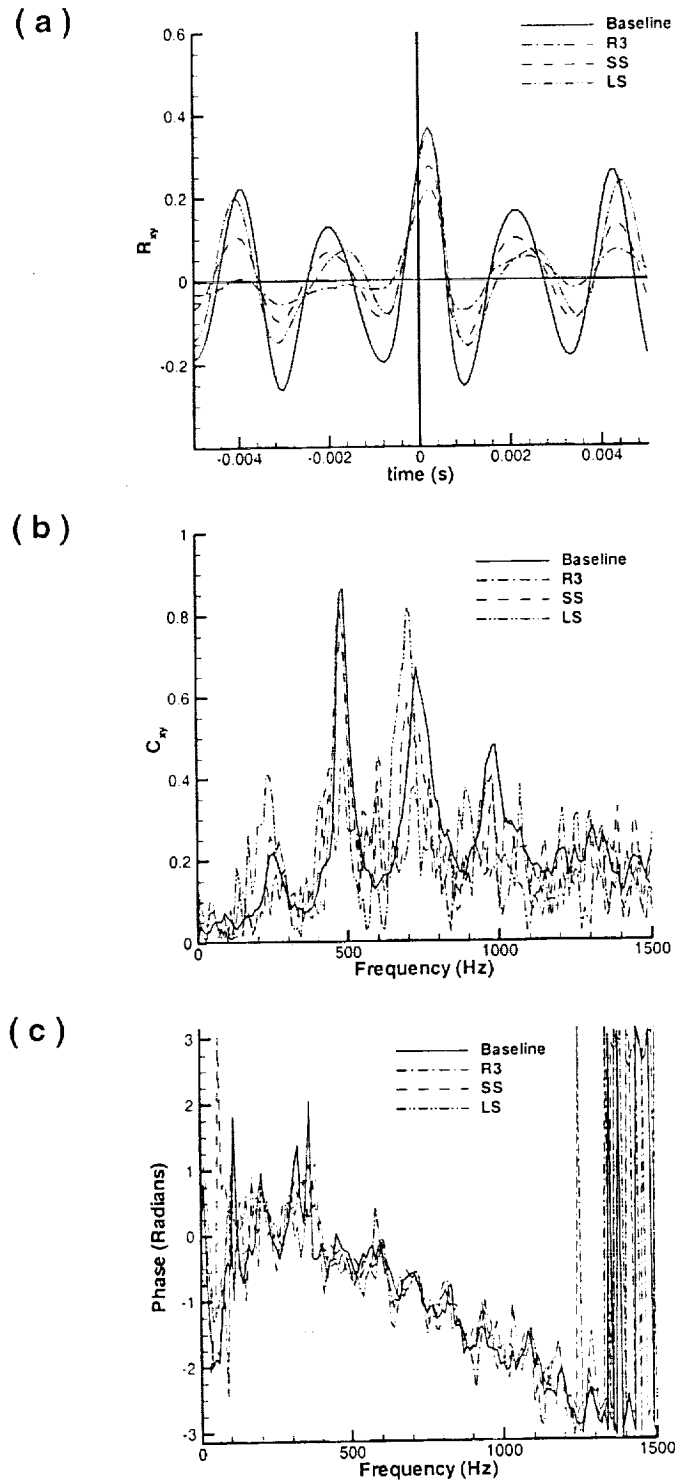 ( a )
Baseline
R3
SS
LS
0.6
0.4
0.2
0
-0.2
Rxy
-0.004
-0.002
0
0.002
0.004
time (s)
( b )
Baseline
R3
SS
LS
1
0.8
0.6
0.4
0.2
0
Cxy
0
500
1000
1500
Frequency (Hz)
( c )
Baseline
R3
SS
LS
3
2
1
0
-1
-2
-3
Phase (Radians)
0
500
1000
1500
Frequency (Hz)